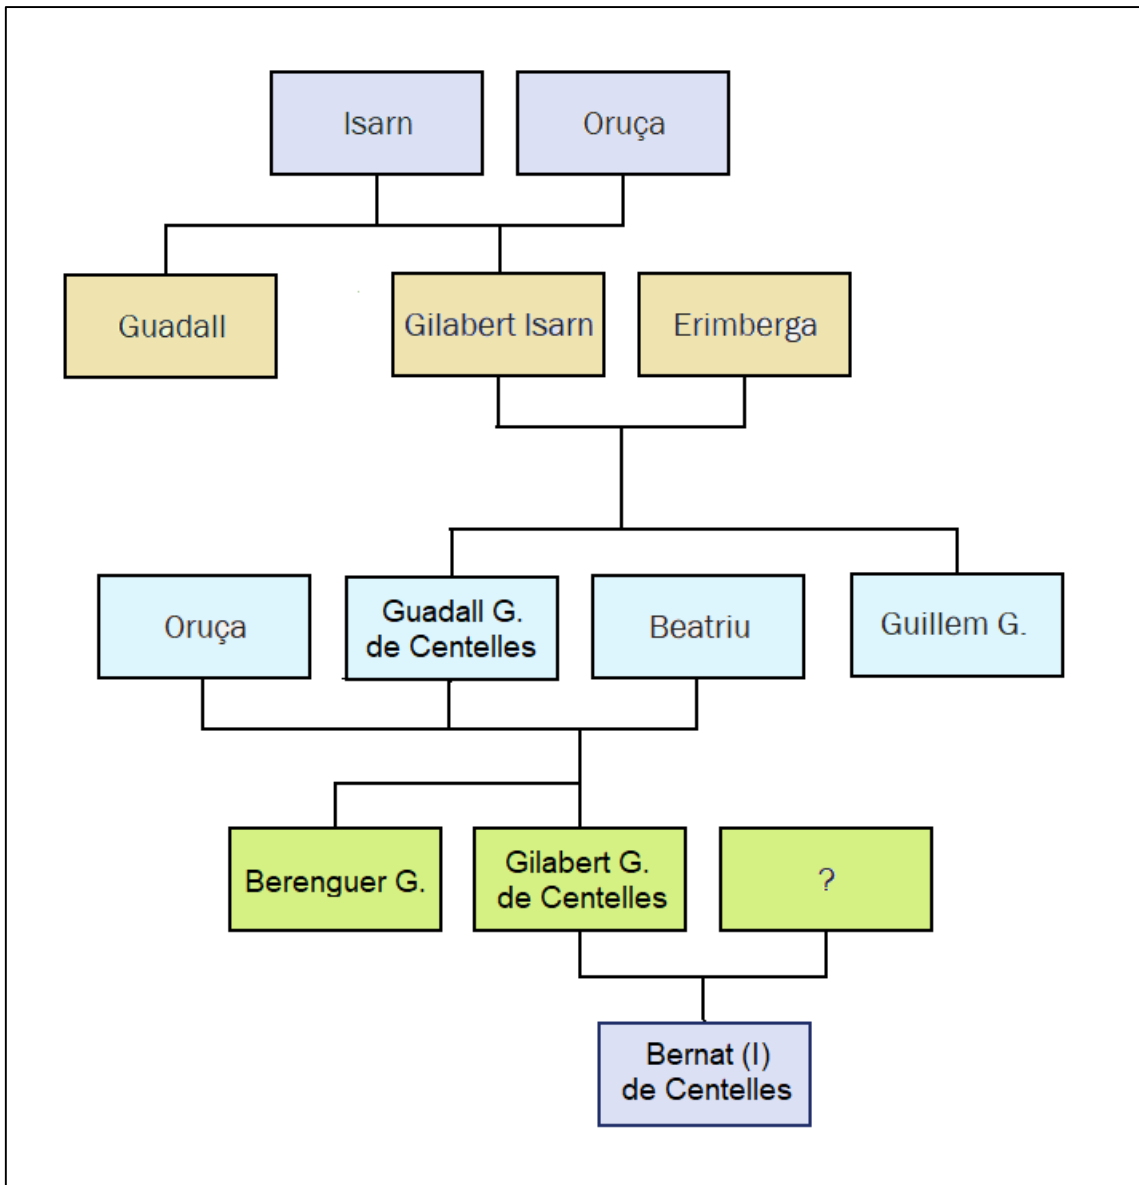 Isarn
Oruça
Guadall
Gilabert Isarn
Erimberga
Oruça
Guadall G.
de Centelles
Beatriu
Guillem G.
Berenguer G.
Gilabert G.
de Centelles
?
Bernat (I)
de Centelles